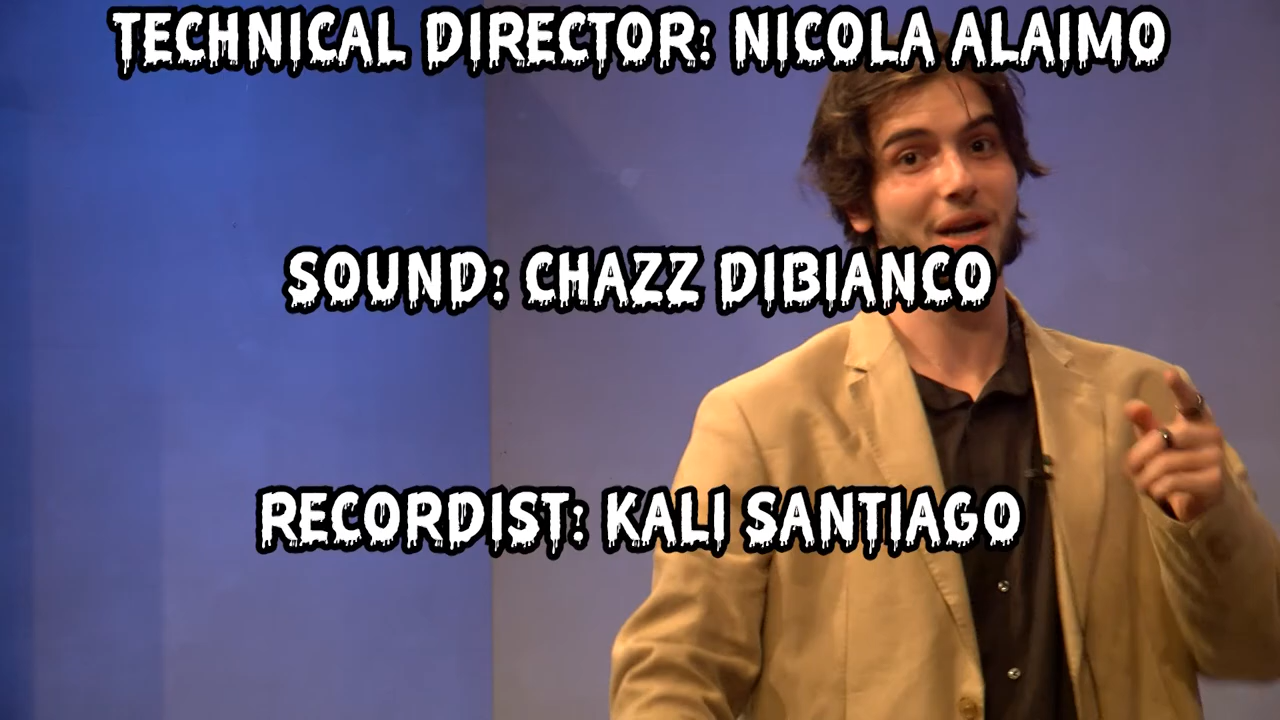 TECHNICAL DIRECTOR: NICOLA ALAIMO
SOUND: CHAZZ DIBIANCO
RECORDIST: KALI SANTIAGO